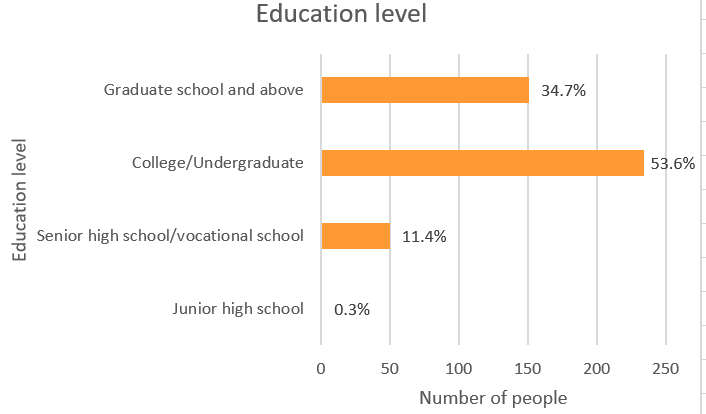 Education level
Graduate school and above 34.7%
College/Undergraduate 53.6%
Senior high school/vocational school 11.4%
Junior high school 0.3%
Education level
0 50 100 150 200 250
Number of people